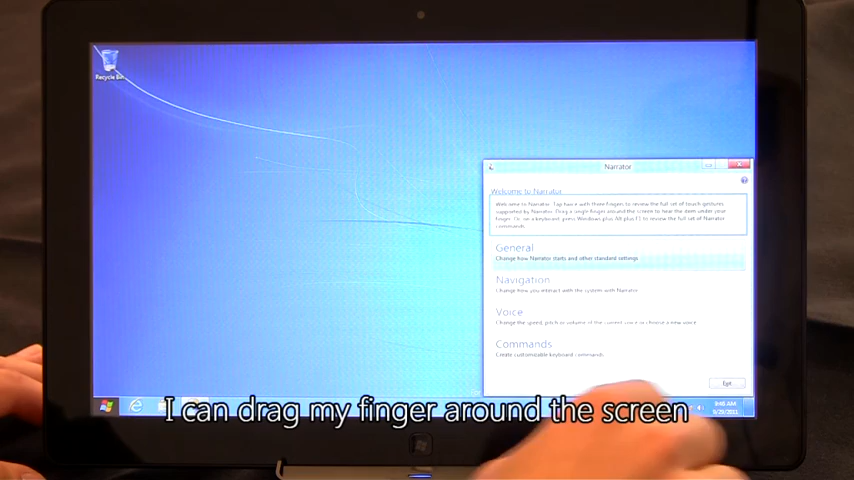 Recycle Bin
Narrator
Welcome to Narrator
Welcome to Narrator. Tap twice with three fingers to review the full set of touch gestures
supported by Narrator. Drag a single finger around the screen to hear the item under your
finger. Or, on a keyboard, press Windows plus Alt plus F1 to review the full set of Narrator
commands.
General
Change how Narrator starts and other standard settings
Navigation
Change how you interact with the system with Narrator
Voice
Change the speed, pitch or volume of the current voice or choose a new voice
Commands
Create customizable keyboard commands
Exit
I can drag my finger around the screen
9:46 AM
9/29/2011